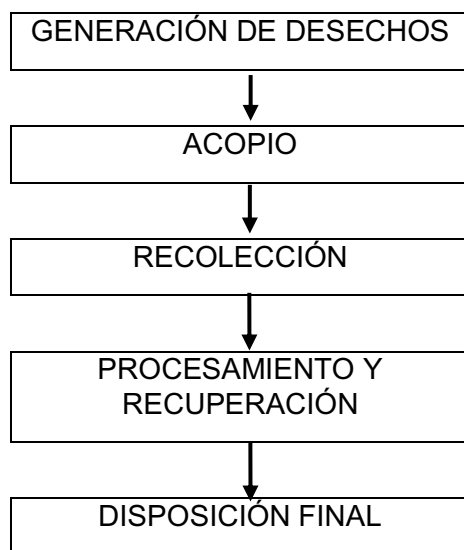 GENERACIÓN DE DESECHOS
ACOPIO
RECOLECCIÓN
PROCESAMIENTO Y
RECUPERACIÓN
DISPOSICIÓN FINAL